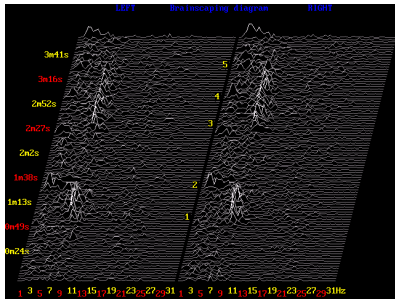 LEFT diagram RIGHT
3m41s
5
3m16s
4
2m52s
3
2m27s
2m2s
1m38s
2
1m13s
1
0m49s
0m24s
1 3 5 7 9 11 13 15 17 19 21 23 25 27 29 31 1 3 5 7 9 11 13 15 17 19 21 23 25 27 29 31Hz